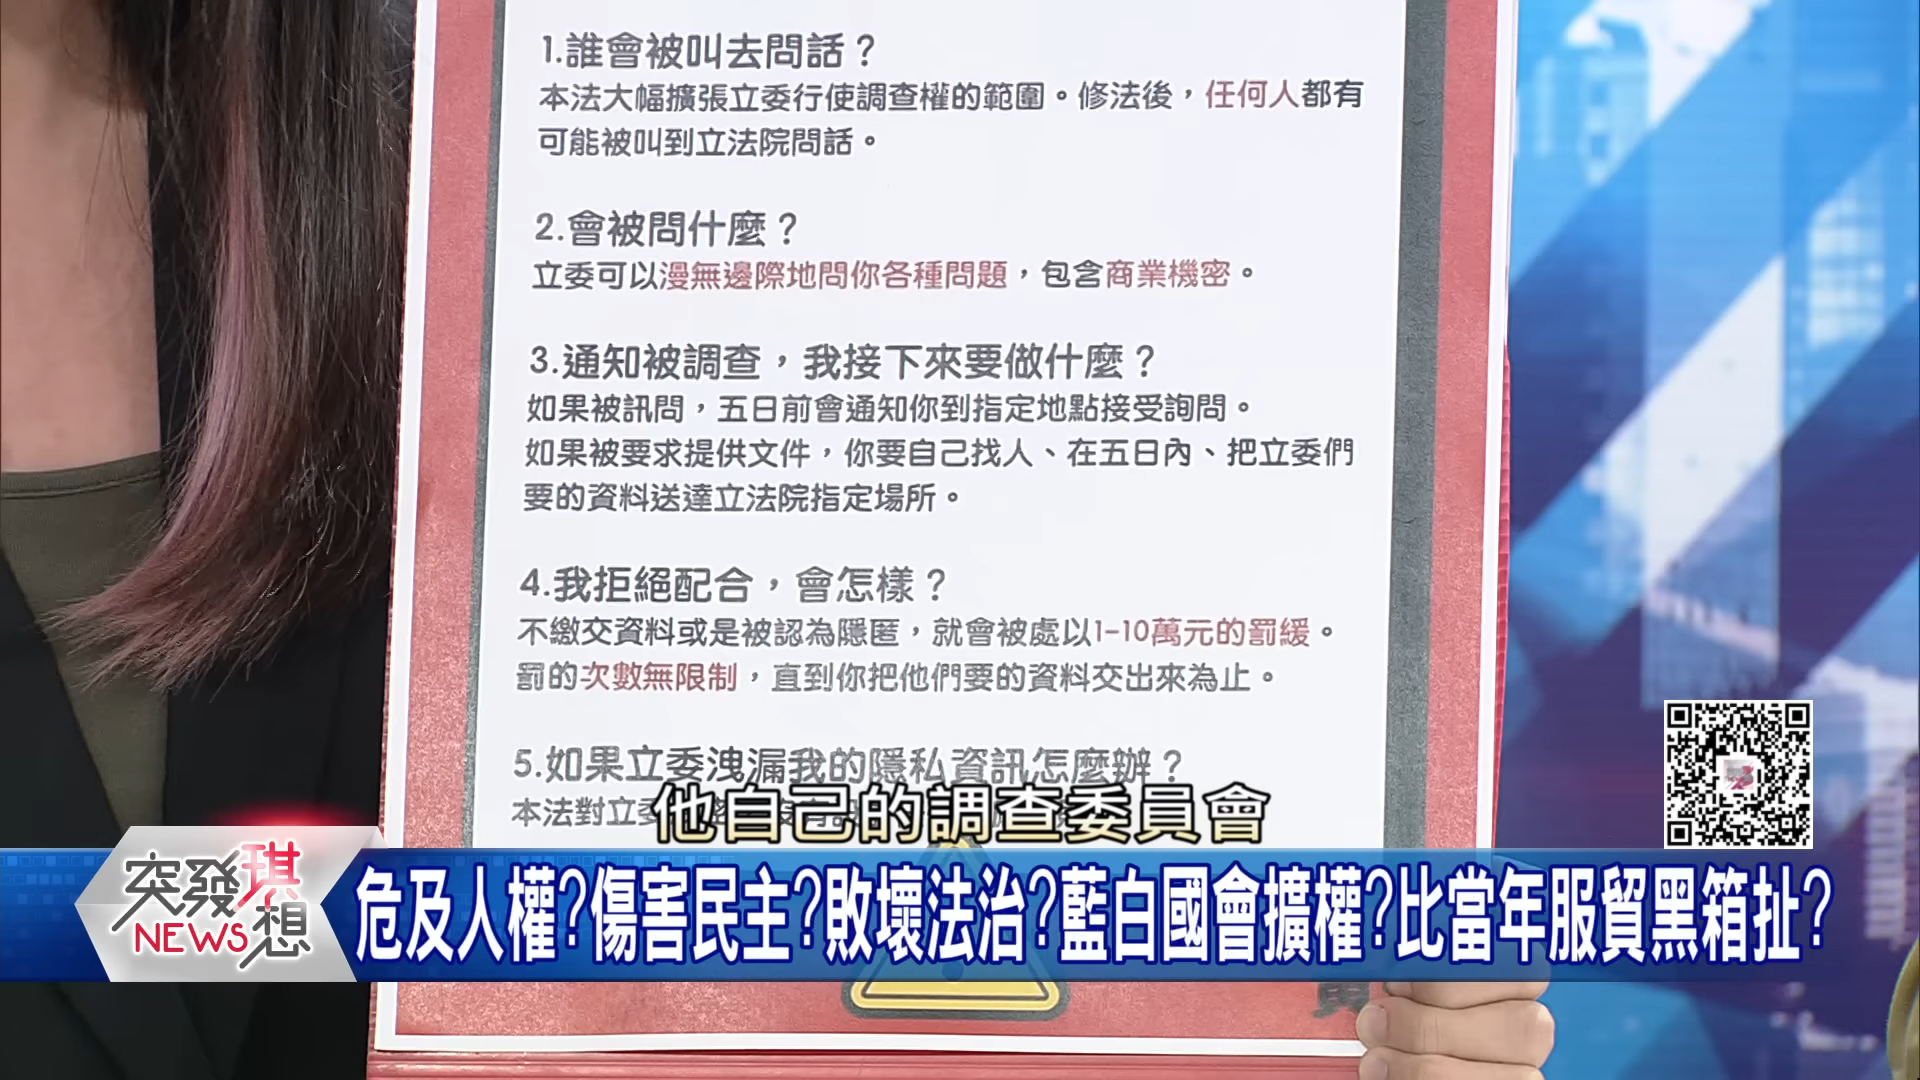 1.誰會被叫去問話？
本法大幅擴張立委行使調查權的範圍。修法後，任何人都有
可能被叫到立法院問話。
2.會被問什麼？
立委可以漫無邊際地問你各種問題，包含商業機密。
3.通知被調查，我接下來要做什麼？
如果被訊問，五日前會通知你到指定地點接受詢問。
如果被要求提供文件，你要自己找人、在五日內、把立委們
要的資料送達立法院指定場所。
4.我拒絕配合，會怎樣？
不繳交資料或是被認為隱匿，就會被處以1-10萬元的罰緩。
罰的次數無限制，直到你把他們要的資料交出來為止。
5.如果立委洩漏我的隱私資訊怎麼辦？
本法對立委
他自己的調查委員會
突發琪想
NEWS
危及人權?傷害民主?敗壞法治?藍白國會擴權?比當年服貿黑箱扯?